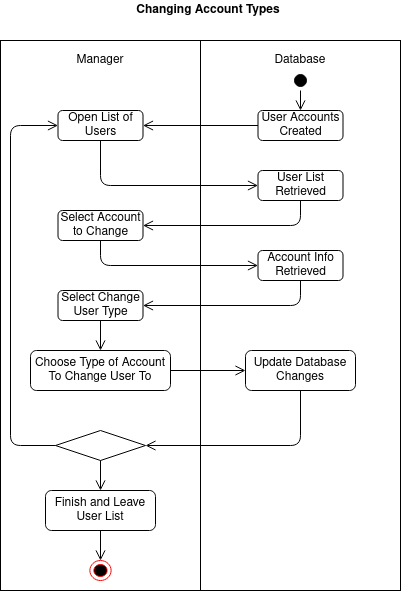 Changing Account Types
Manager
Database
User Accounts
Created
Open List of
Users
User List
Retrieved
Select Account
to Change
Account Info
Retrieved
Select Change
User Type
Choose Type of Account
To Change User To
Update Database
Changes
Finish and Leave
User List